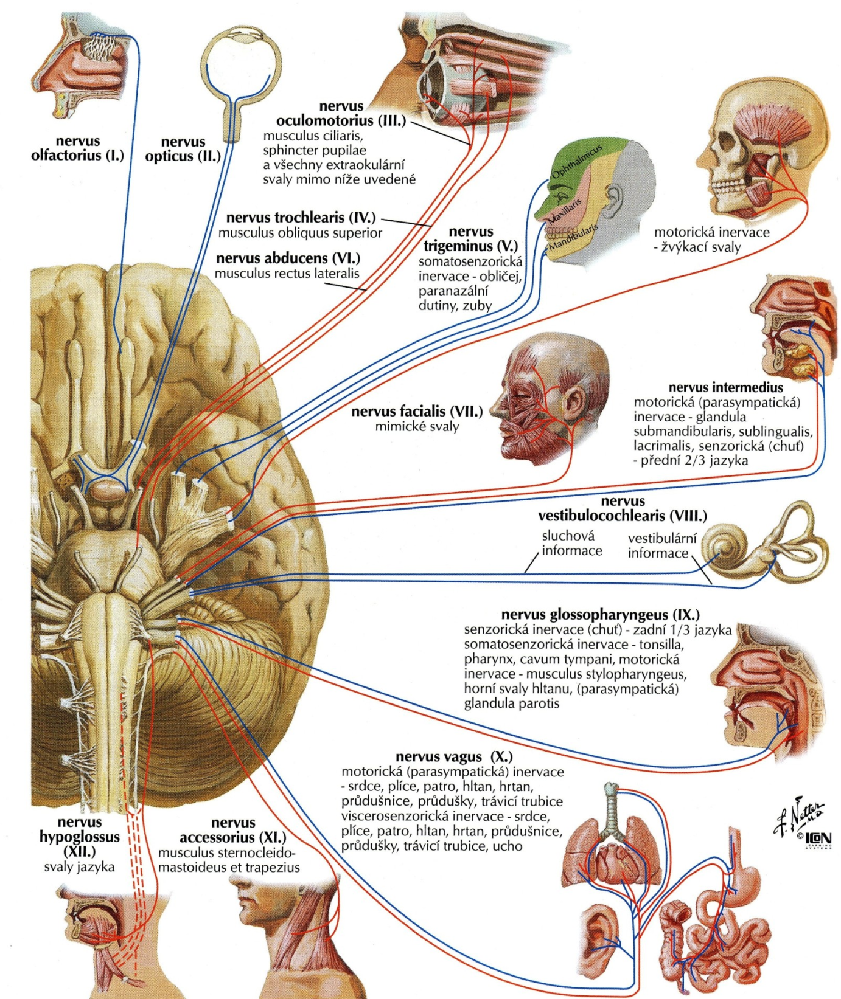 nervus
olfactorius (I.)
nervus
opticus (II.)
nervus
oculomotorius (III.)
musculus ciliaris,
sphincter pupilae
a všechny extraokulární
svaly mimo níže uvedené
nervus trochlearis (IV.)
musculus obliquus superior
nervus abducens (VI.)
musculus rectus lateralis
nervus
trigeminus (V.)
somatosenzorická
inervace - obličej,
paranazální
dutiny, zuby
Ophthalmicus
Maxillaris
Mandibularis
motorická inervace
- žvýkací svaly
nervus facialis (VII.)
mimické svaly
nervus intermedius
motorická (parasympatická)
inervace - glandula
submandibularis, sublingualis,
lacrimalis, senzorická (chuť)
- přední 2/3 jazyka
nervus
vestibulocochlearis (VIII.)
sluchová
informace
vestibulární
informace
nervus glossopharyngeus (IX.)
senzorická inervace (chuť) - zadní 1/3 jazyka
somatosenzorická inervace - tonsilla,
pharynx, cavum tympani, motorická
inervace - musculus stylopharyngeus,
horní svaly hltanu, (parasympatická)
glandula parotis
nervus vagus (X.)
motorická (parasympatická) inervace
- srdce, plíce, patro, hltan, hrtan,
průdušnice, průdušky, trávicí trubice
viscerosenzorická inervace - srdce,
plíce, patro, hltan, hrtan, průdušnice,
průdušky, trávicí trubice, ucho
nervus
hypoglossus
(XII.)
svaly jazyka
nervus
accessorius (XI.)
musculus sternocleido-
mastoideus et trapezius
F. Netter
M.D.
© ICON
LEARNING
SYSTEMS